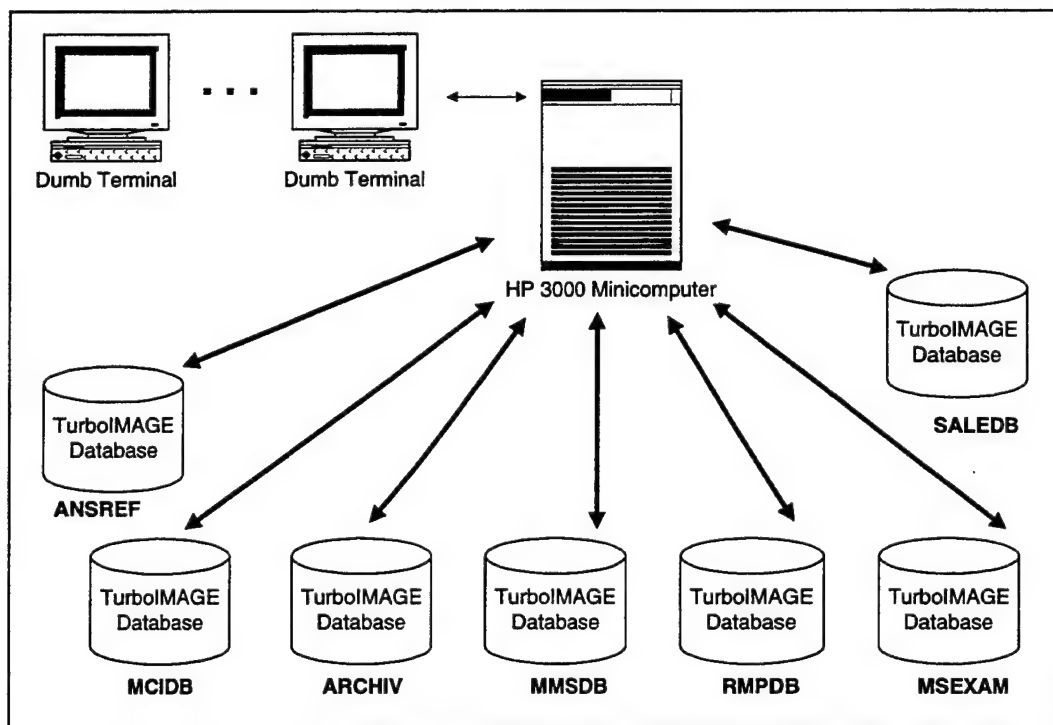 Dumb Terminal
Dumb Terminal
HP 3000 Minicomputer
TurboIMAGE
Database
SALEDB
TurboIMAGE
Database
ANSREF
TurboIMAGE
Database
MCIDB
TurboIMAGE
Database
ARCHIV
TurboIMAGE
Database
MMSDB
TurboIMAGE
Database
RMPDB
TurboIMAGE
Database
MSEXAM